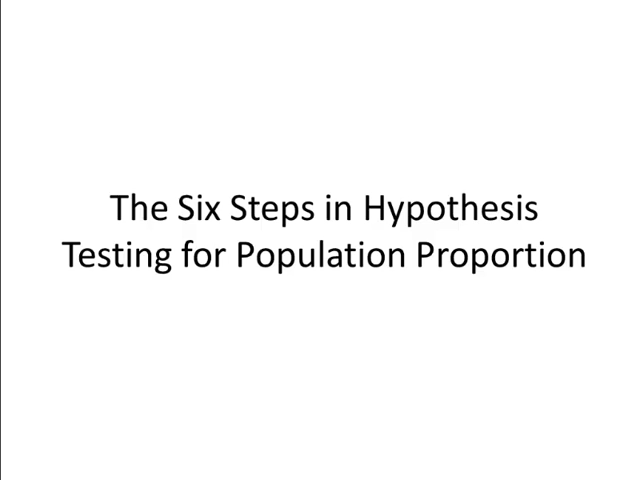 The Six Steps in Hypothesis
Testing for Population Proportion